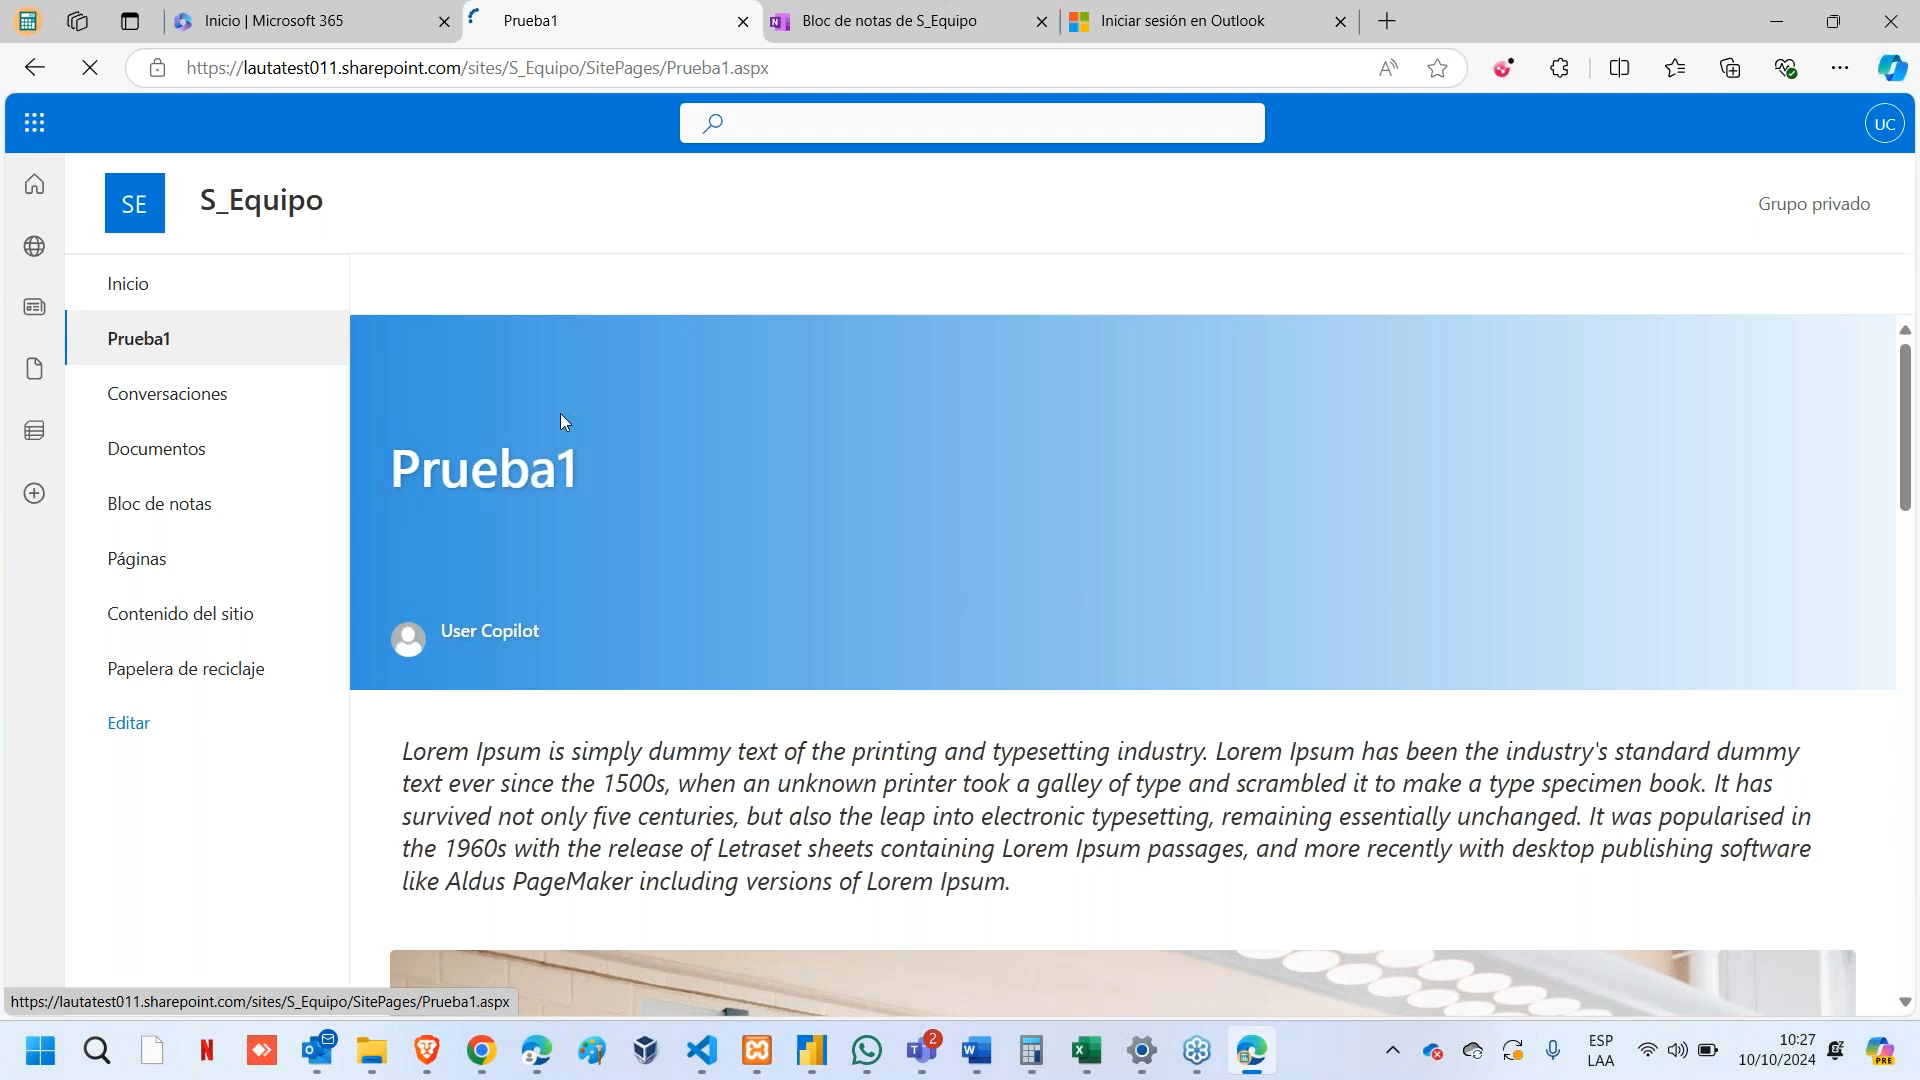 Inicio | Microsoft 365
Prueba1
Bloc de notas de S_Equipo
Iniciar sesión en Outlook
https://lautatest011.sharepoint.com/sites/S_Equipo/SitePages/Prueba1.aspx
UC
SE
S_Equipo
Grupo privado
Inicio
Prueba1
Conversaciones
Documentos
Bloc de notas
Páginas
Contenido del sitio
Papelera de reciclaje
Editar
Prueba1
User Copilot
Lorem Ipsum is simply dummy text of the printing and typesetting industry. Lorem Ipsum has been the industry's standard dummy
text ever since the 1500s, when an unknown printer took a galley of type and scrambled it to make a type specimen book. It has
survived not only five centuries, but also the leap into electronic typesetting, remaining essentially unchanged. It was popularised in
the 1960s with the release of Letraset sheets containing Lorem Ipsum passages, and more recently with desktop publishing software
like Aldus PageMaker including versions of Lorem Ipsum.
https://lautatest011.sharepoint.com/sites/S_Equipo/SitePages/Prueba1.aspx
2
ESP
LAA
10:27
10/10/2024
PRE